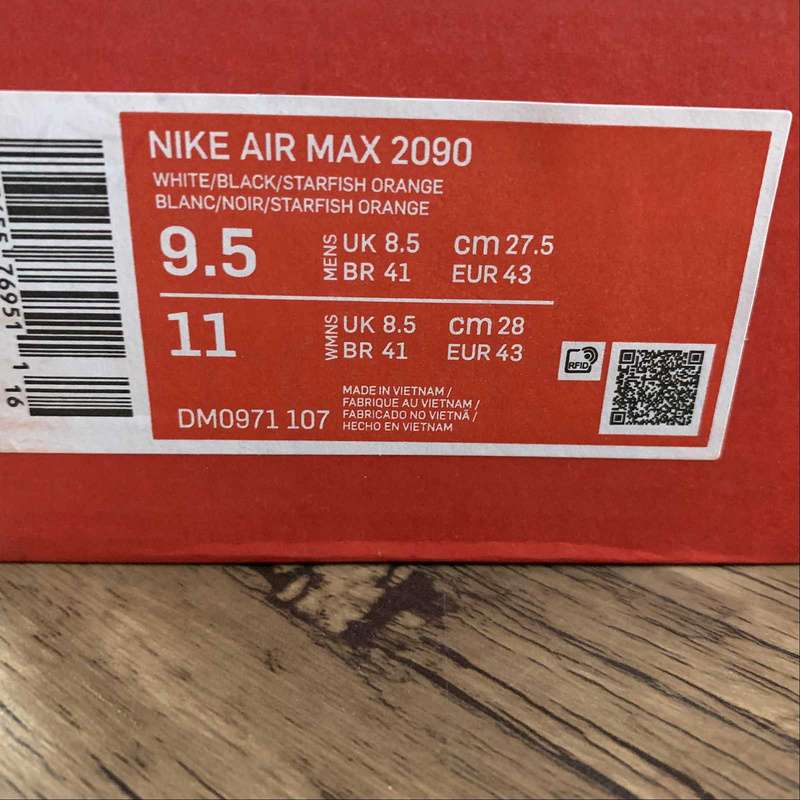 NIKE AIR MAX 2090
WHITE/BLACK/STARFISH ORANGE
BLANC/NOIR/STARFISH ORANGE
9.5
MENS
UK 8.5 cm 27.5
BR 41 EUR 43
11
WMNS
UK 8.5 cm 28
BR 41 EUR 43
RFID
DM0971 107
MADE IN VIETNAM /
FABRIQUE AU VIETNAM /
FABRICADO NO VIETNÃ /
HECHO EN VIETNAM
76951 1 16